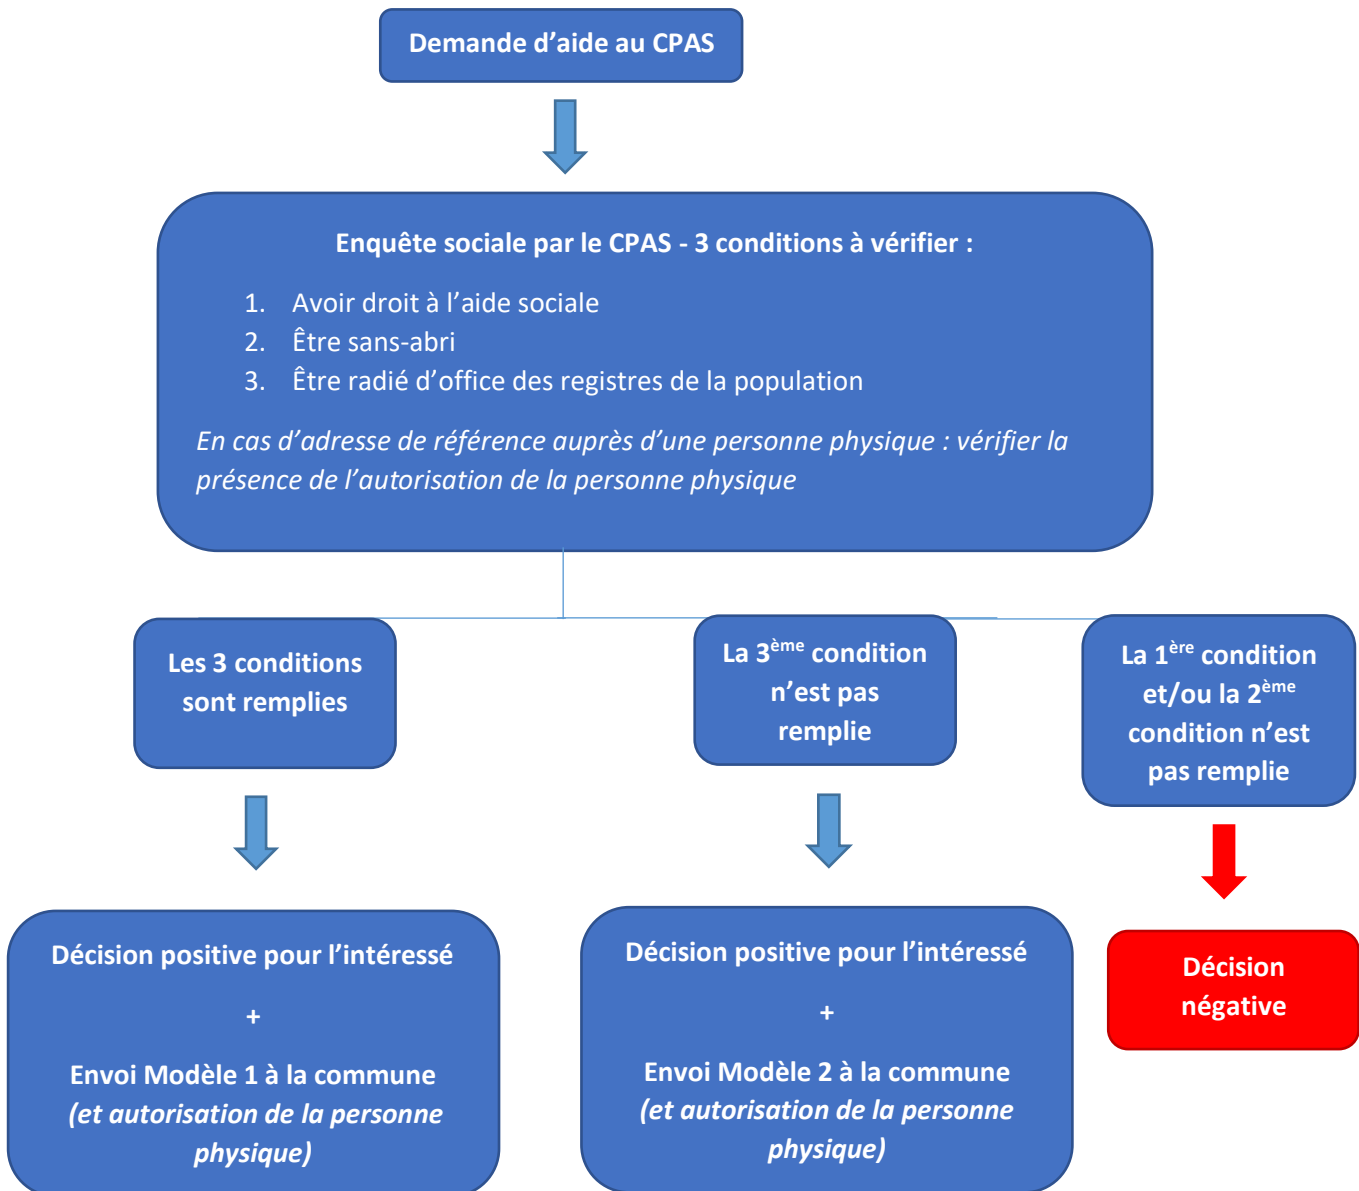 Demande d’aide au CPAS
Enquête sociale par le CPAS - 3 conditions à vérifier :
1. Avoir droit à l’aide sociale
2. Être sans-abri
3. Être radié d’office des registres de la population
En cas d’adresse de référence auprès d’une personne physique : vérifier la
présence de l’autorisation de la personne physique
Les 3 conditions
sont remplies
La 3ème condition
n’est pas
remplie
La 1ère condition
et/ou la 2ème
condition n’est
pas remplie
Décision positive pour l’intéressé
+
Envoi Modèle 1 à la commune
(et autorisation de la personne
physique)
Décision positive pour l’intéressé
+
Envoi Modèle 2 à la commune
(et autorisation de la personne
physique)
Décision
négative